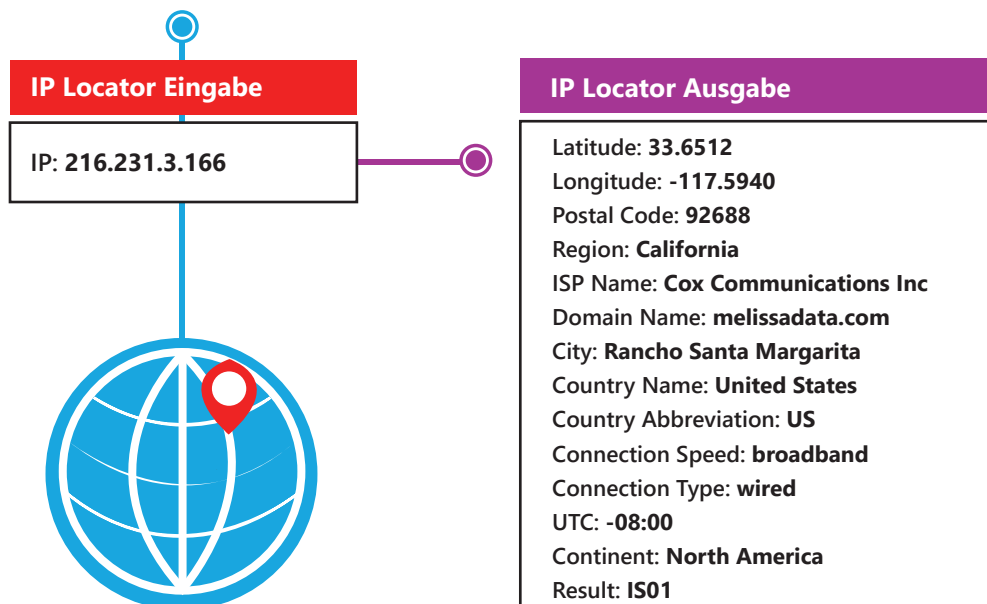 IP Locator Eingabe
IP: 216.231.3.166
IP Locator Ausgabe
Latitude: 33.6512
Longitude: -117.5940
Postal Code: 92688
Region: California
ISP Name: Cox Communications Inc
Domain Name: melissadata.com
City: Rancho Santa Margarita
Country Name: United States
Country Abbreviation: US
Connection Speed: broadband
Connection Type: wired
UTC: -08:00
Continent: North America
Result: IS01